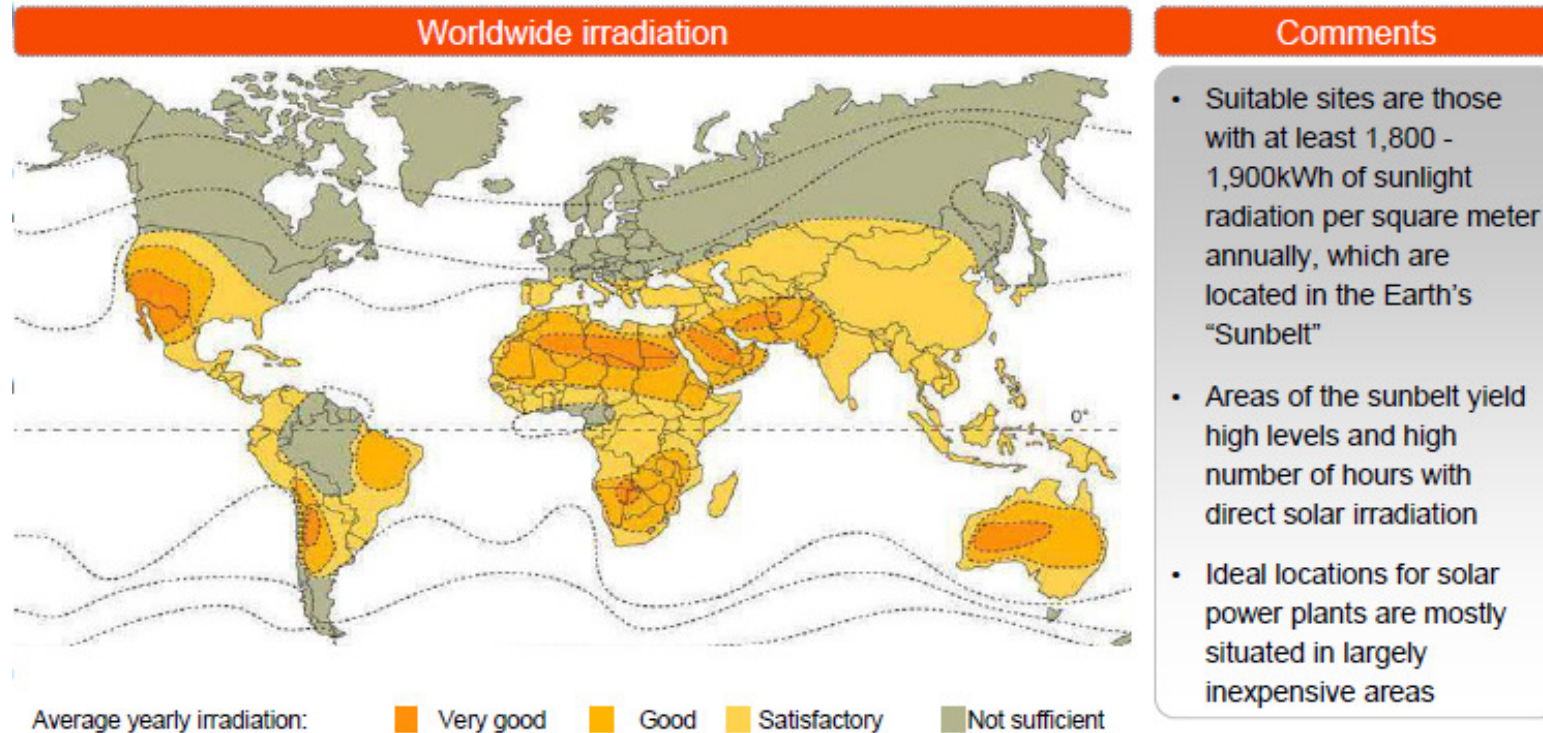 Worldwide irradiation
0°
Average yearly irradiation: Very good Good Satisfactory Not sufficient
Comments
• Suitable sites are those
with at least 1,800 -
1,900kWh of sunlight
radiation per square meter
annually, which are
located in the Earth's
“Sunbelt”
• Areas of the sunbelt yield
high levels and high
number of hours with
direct solar irradiation
• Ideal locations for solar
power plants are mostly
situated in largely
inexpensive areas